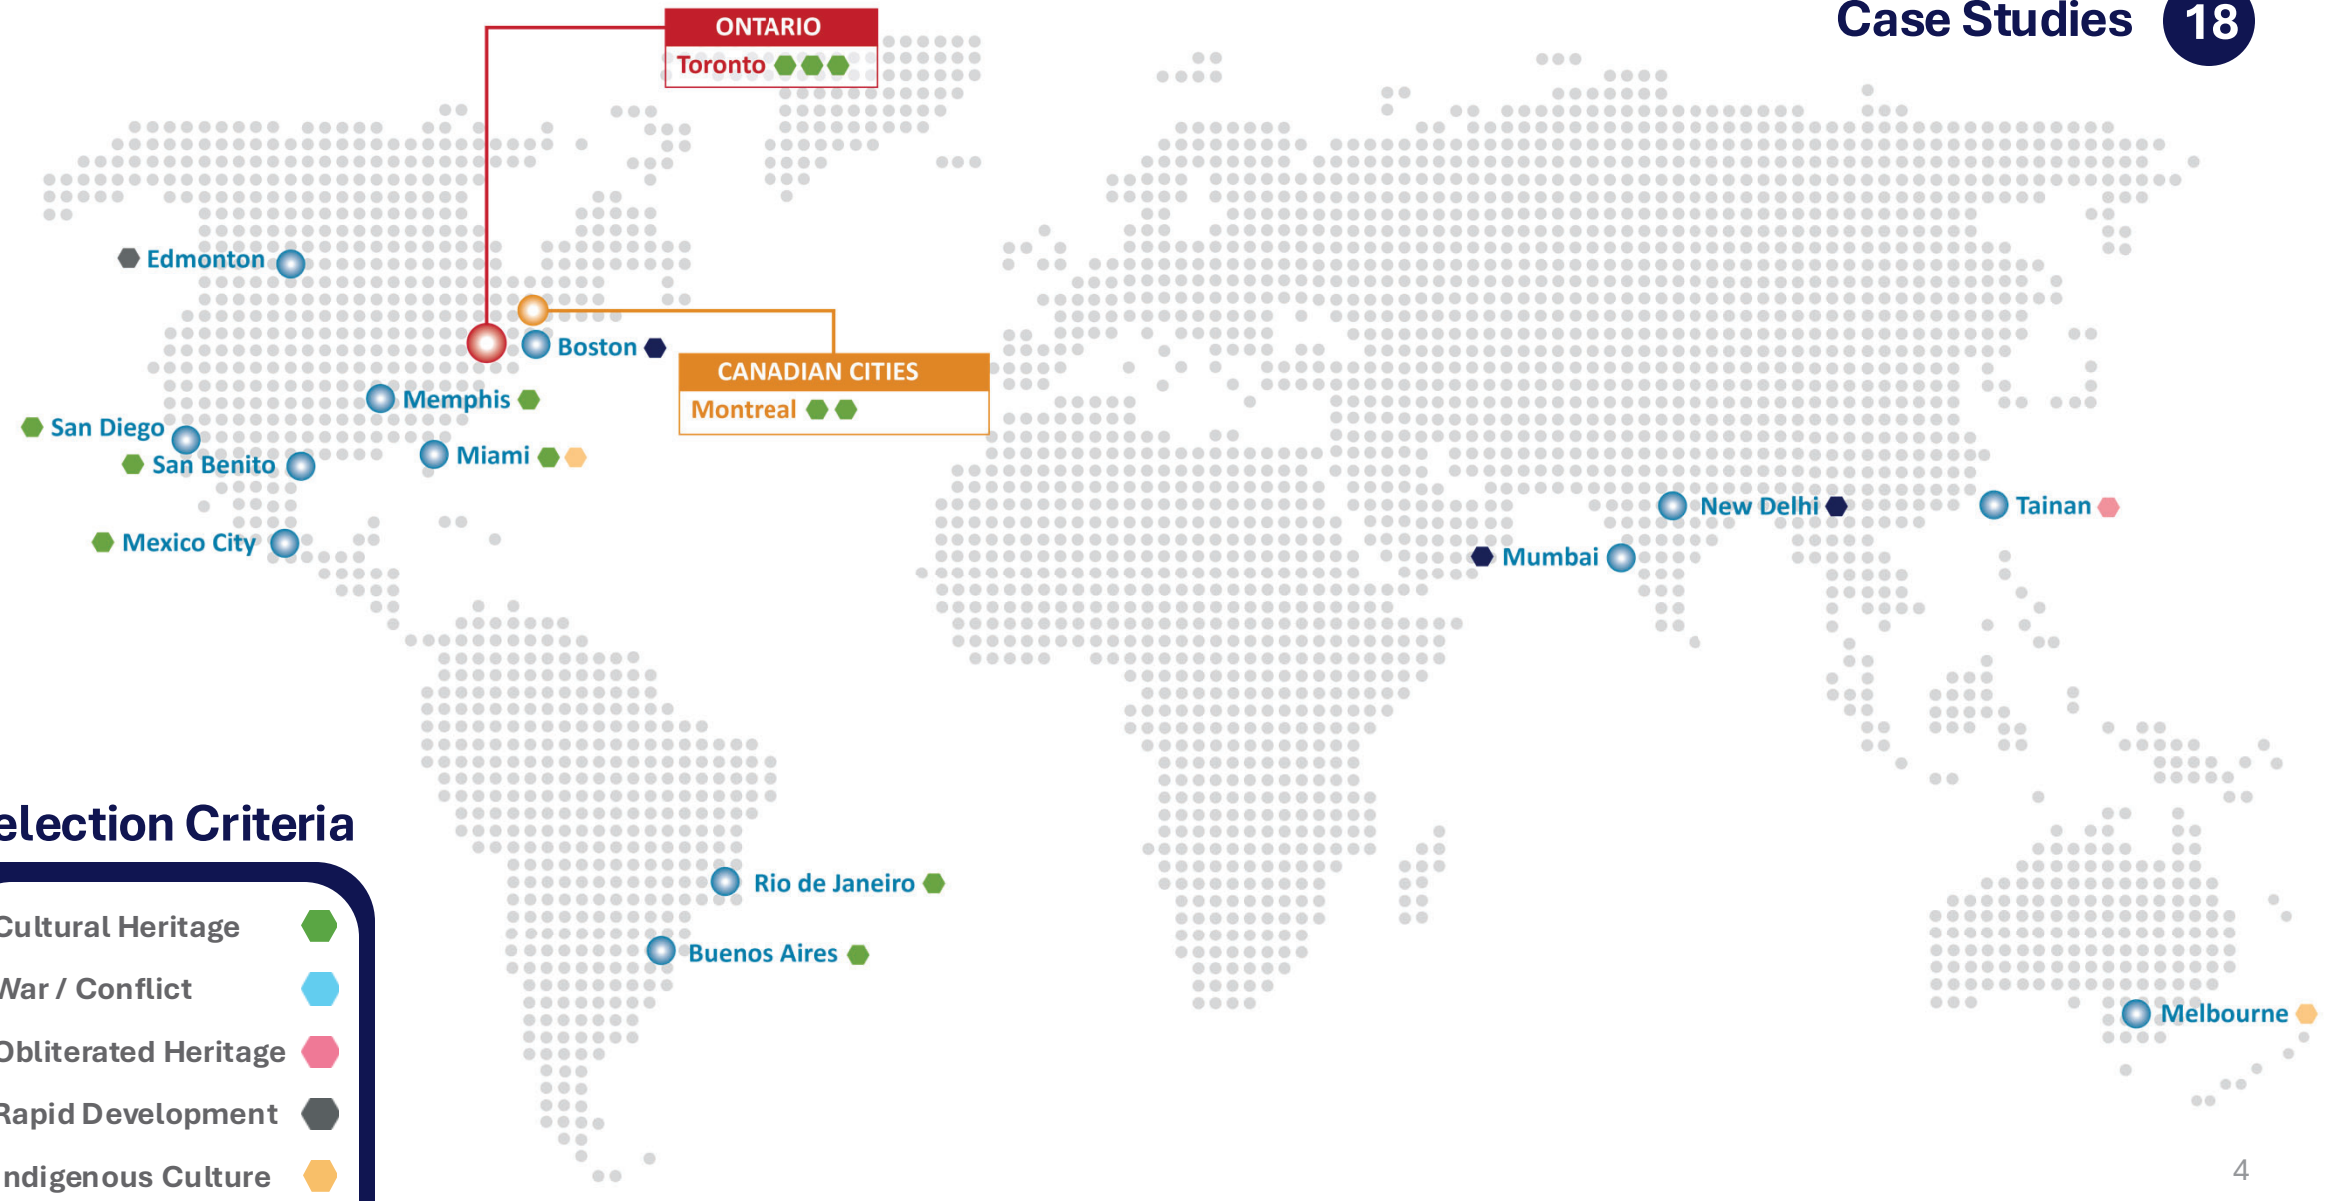 Case Studies 18
ONTARIO
Toronto
Edmonton
Boston
CANADIAN CITIES
Montreal
Memphis
San Diego
San Benito
Miami
Mexico City
New Delhi
Tainan
Mumbai
Rio de Janeiro
Buenos Aires
Melbourne
election Criteria
Cultural Heritage
War / Conflict
Obliterated Heritage
Rapid Development
ndigenous Culture
4